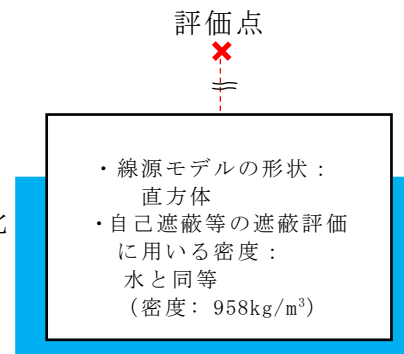 評価点
・線源モデルの形状：
直方体
・自己遮蔽等の遮蔽評価
に用いる密度：
水と同等
(密度: 958kg/m³)